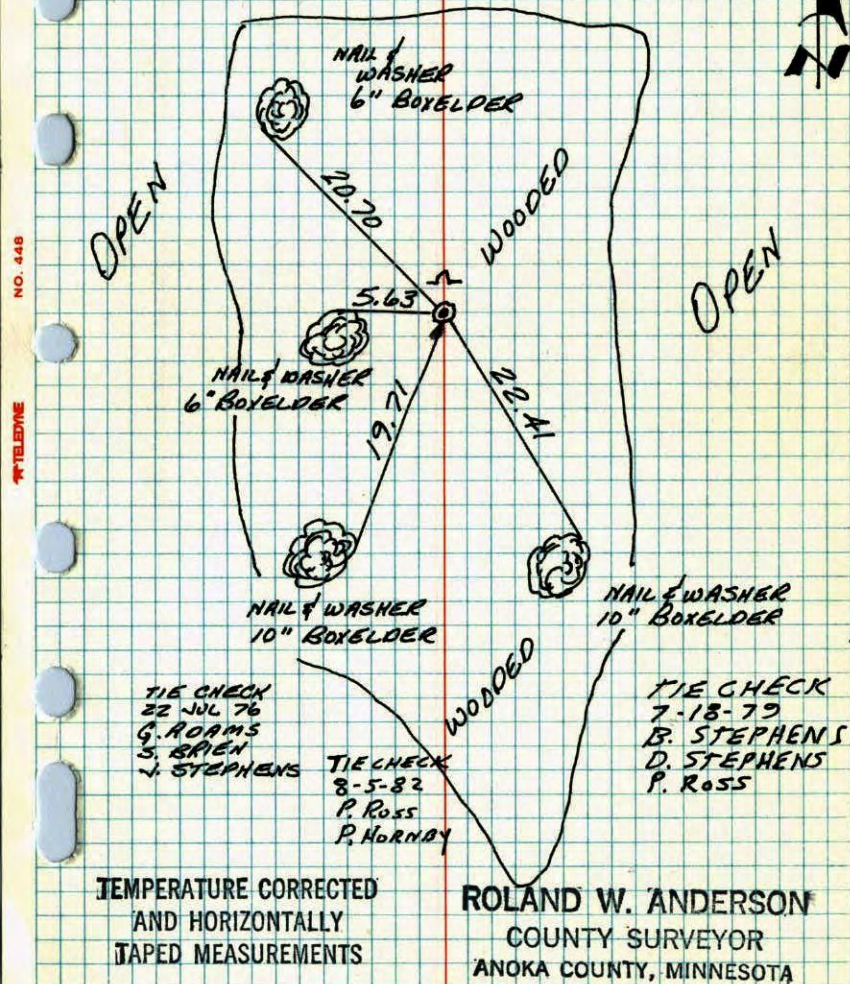 NAIL &
WASHER
6" BOXELDER
OPEN
20.70
WOODED
OPEN
NO. 448
5.63
NAIL & WASHER
6" BOXELDER
19.71
22.41
TELEDYNE
NAIL & WASHER
10" BOXELDER
NAIL & WASHER
10" BOXELDER
WOODED
TIE CHECK
22 JUL 76
G. ADAMS
S. BRIEN
J. STEPHENS
TIE CHECK
8-5-82
P. ROSS
P. HORNBY
TIE CHECK
7-18-79
B. STEPHENS
D. STEPHENS
P. ROSS
TEMPERATURE CORRECTED
AND HORIZONTALLY
TAPED MEASUREMENTS
ROLAND W. ANDERSON
COUNTY SURVEYOR
ANOKA COUNTY, MINNESOTA